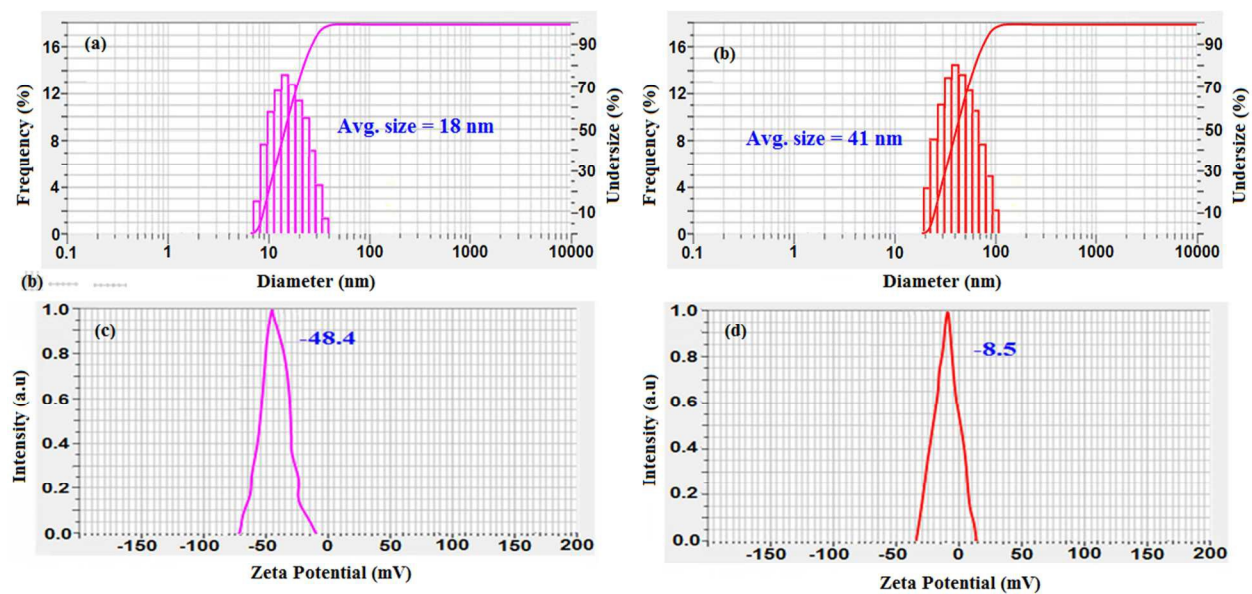 (a)
Frequency (%)
16
12
8
4
0
Avg. size = 18 nm
90
70
50
30
10
Undersize (%)
0.1 1 10 100 1000 10000
Diameter (nm)
(b)
Frequency (%)
16
12
8
4
0
Avg. size = 41 nm
90
70
50
30
10
Undersize (%)
0.1 1 10 100 1000 10000
Diameter (nm)
(b)
(c)
Intensity (a.u)
1.0
0.8
0.6
0.4
0.2
0.0
-48.4
-150 -100 -50 0 50 100 150 200
Zeta Potential (mV)
(d)
Intensity (a.u)
1.0
0.8
0.6
0.4
0.2
0.0
-8.5
-150 -100 -50 0 50 100 150 200
Zeta Potential (mV)